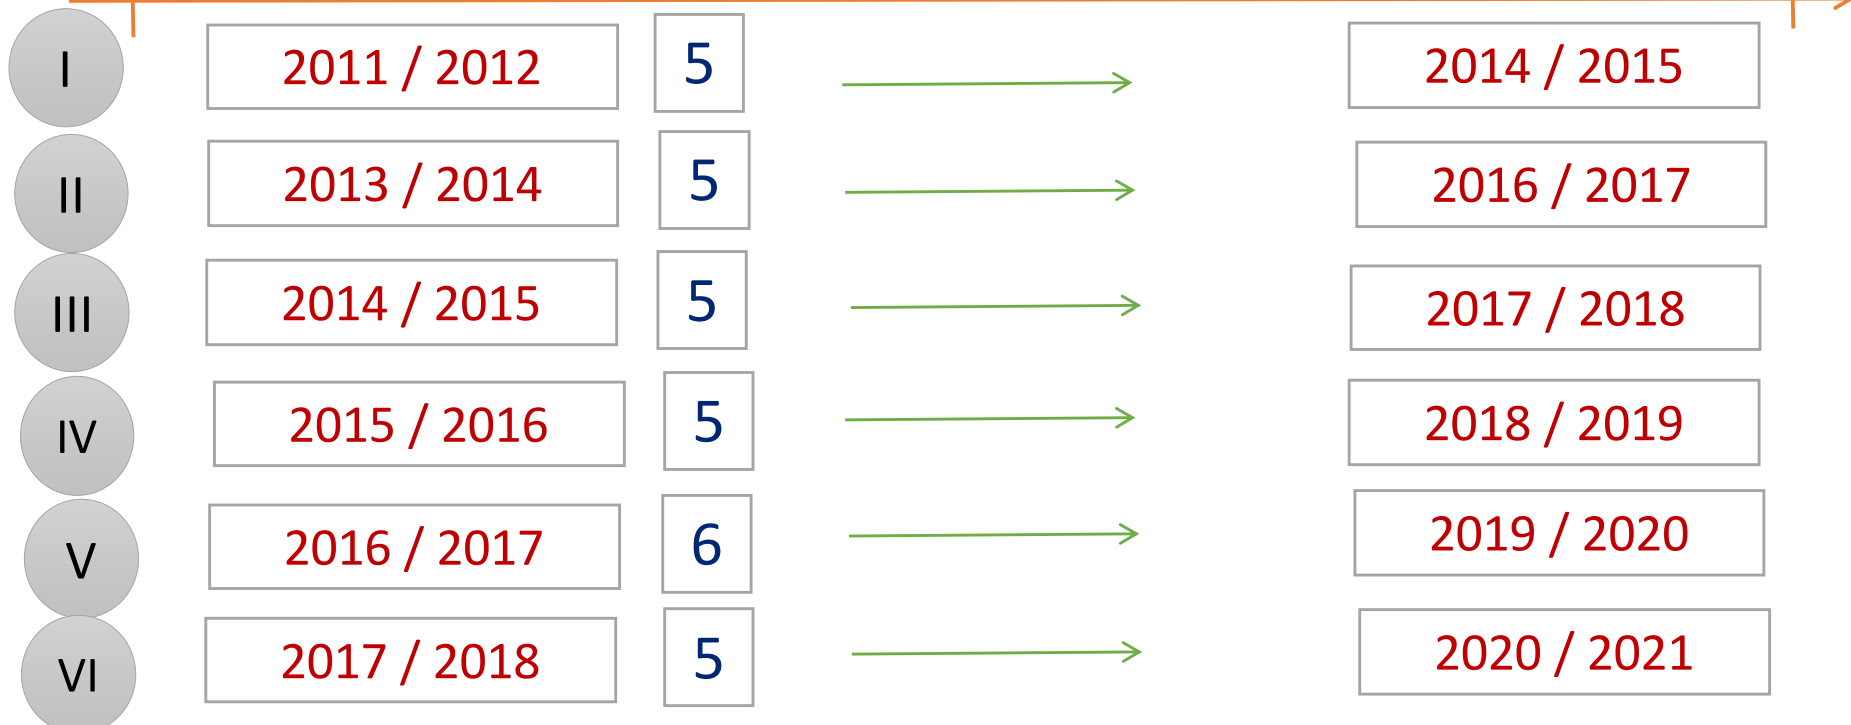 I 2011 / 2012 5 2014 / 2015
II 2013 / 2014 5 2016 / 2017
III 2014 / 2015 5 2017 / 2018
IV 2015 / 2016 5 2018 / 2019
V 2016 / 2017 6 2019 / 2020
VI 2017 / 2018 5 2020 / 2021